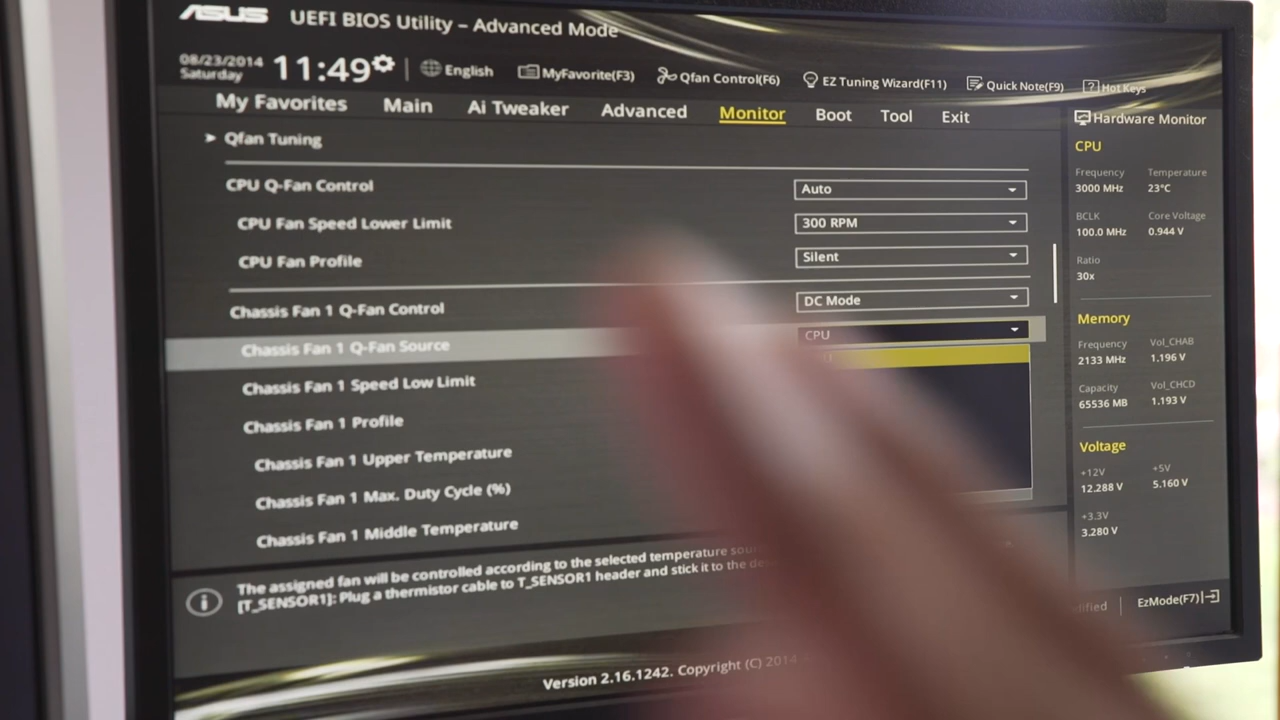 ASUS UEFI BIOS Utility – Advanced Mode
08/23/2014
Saturday
11:49
English
MyFavorite(F3)
Qfan Control(F6)
EZ Tuning Wizard(F11)
Quick Note(F9)
? Hot Keys
My Favorites
Main
Ai Tweaker
Advanced
Monitor
Boot
Tool
Exit
Qfan Tuning
CPU Q-Fan Control
Auto
CPU Fan Speed Lower Limit
300 RPM
CPU Fan Profile
Silent
Chassis Fan 1 Q-Fan Control
DC Mode
Chassis Fan 1 Q-Fan Source
CPU
Chassis Fan 1 Speed Low Limit
Chassis Fan 1 Profile
Chassis Fan 1 Upper Temperature
Chassis Fan 1 Max. Duty Cycle (%)
Chassis Fan 1 Middle Temperature
The assigned fan will be controlled according to the selected temperature
[T_SENSOR1]: Plug a thermistor cable to T_SENSOR1 header and stick it to the
Hardware Monitor
CPU
Frequency Temperature
3000 MHz 23°C
BCLK Core Voltage
100.0 MHz 0.944 V
Ratio
30x
Memory
Frequency Vol_CHAB
2133 MHz 1.196 V
Capacity Vol_CHCD
65536 MB 1.193 V
Voltage
+12V +5V
12.288 V 5.160 V
+3.3V
3.280 V
EzMode(F7)
Version 2.16.1242. Copyright (C) 2014